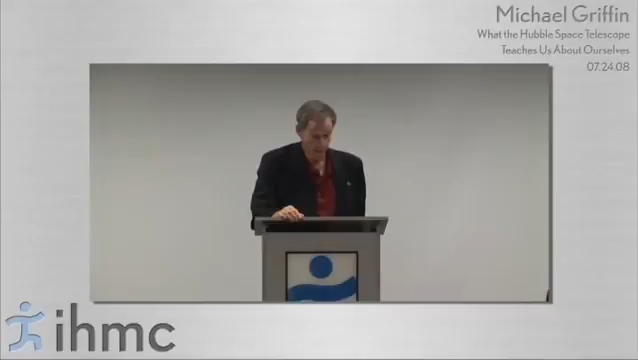 Michael Griffin
What the Hubble Space Telescope
Teaches Us About Ourselves
07.24.08
ihmc